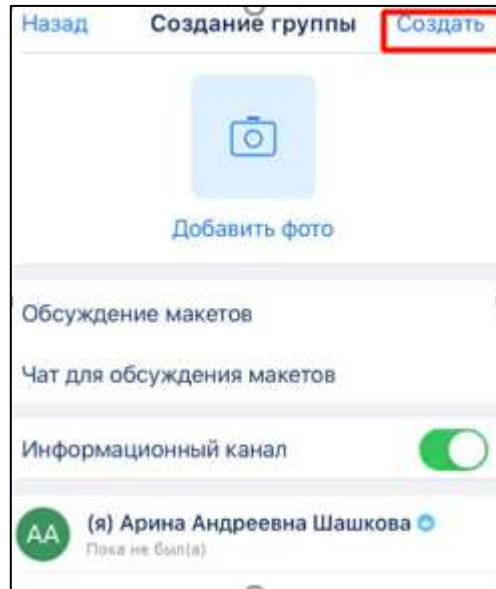 Назад Создание группы Создать
Добавить фото
Обсуждение макетов
Чат для обсуждения макетов
Информационный канал
АА (я) Арина Андреевна Шашкова
Пока не был(а)